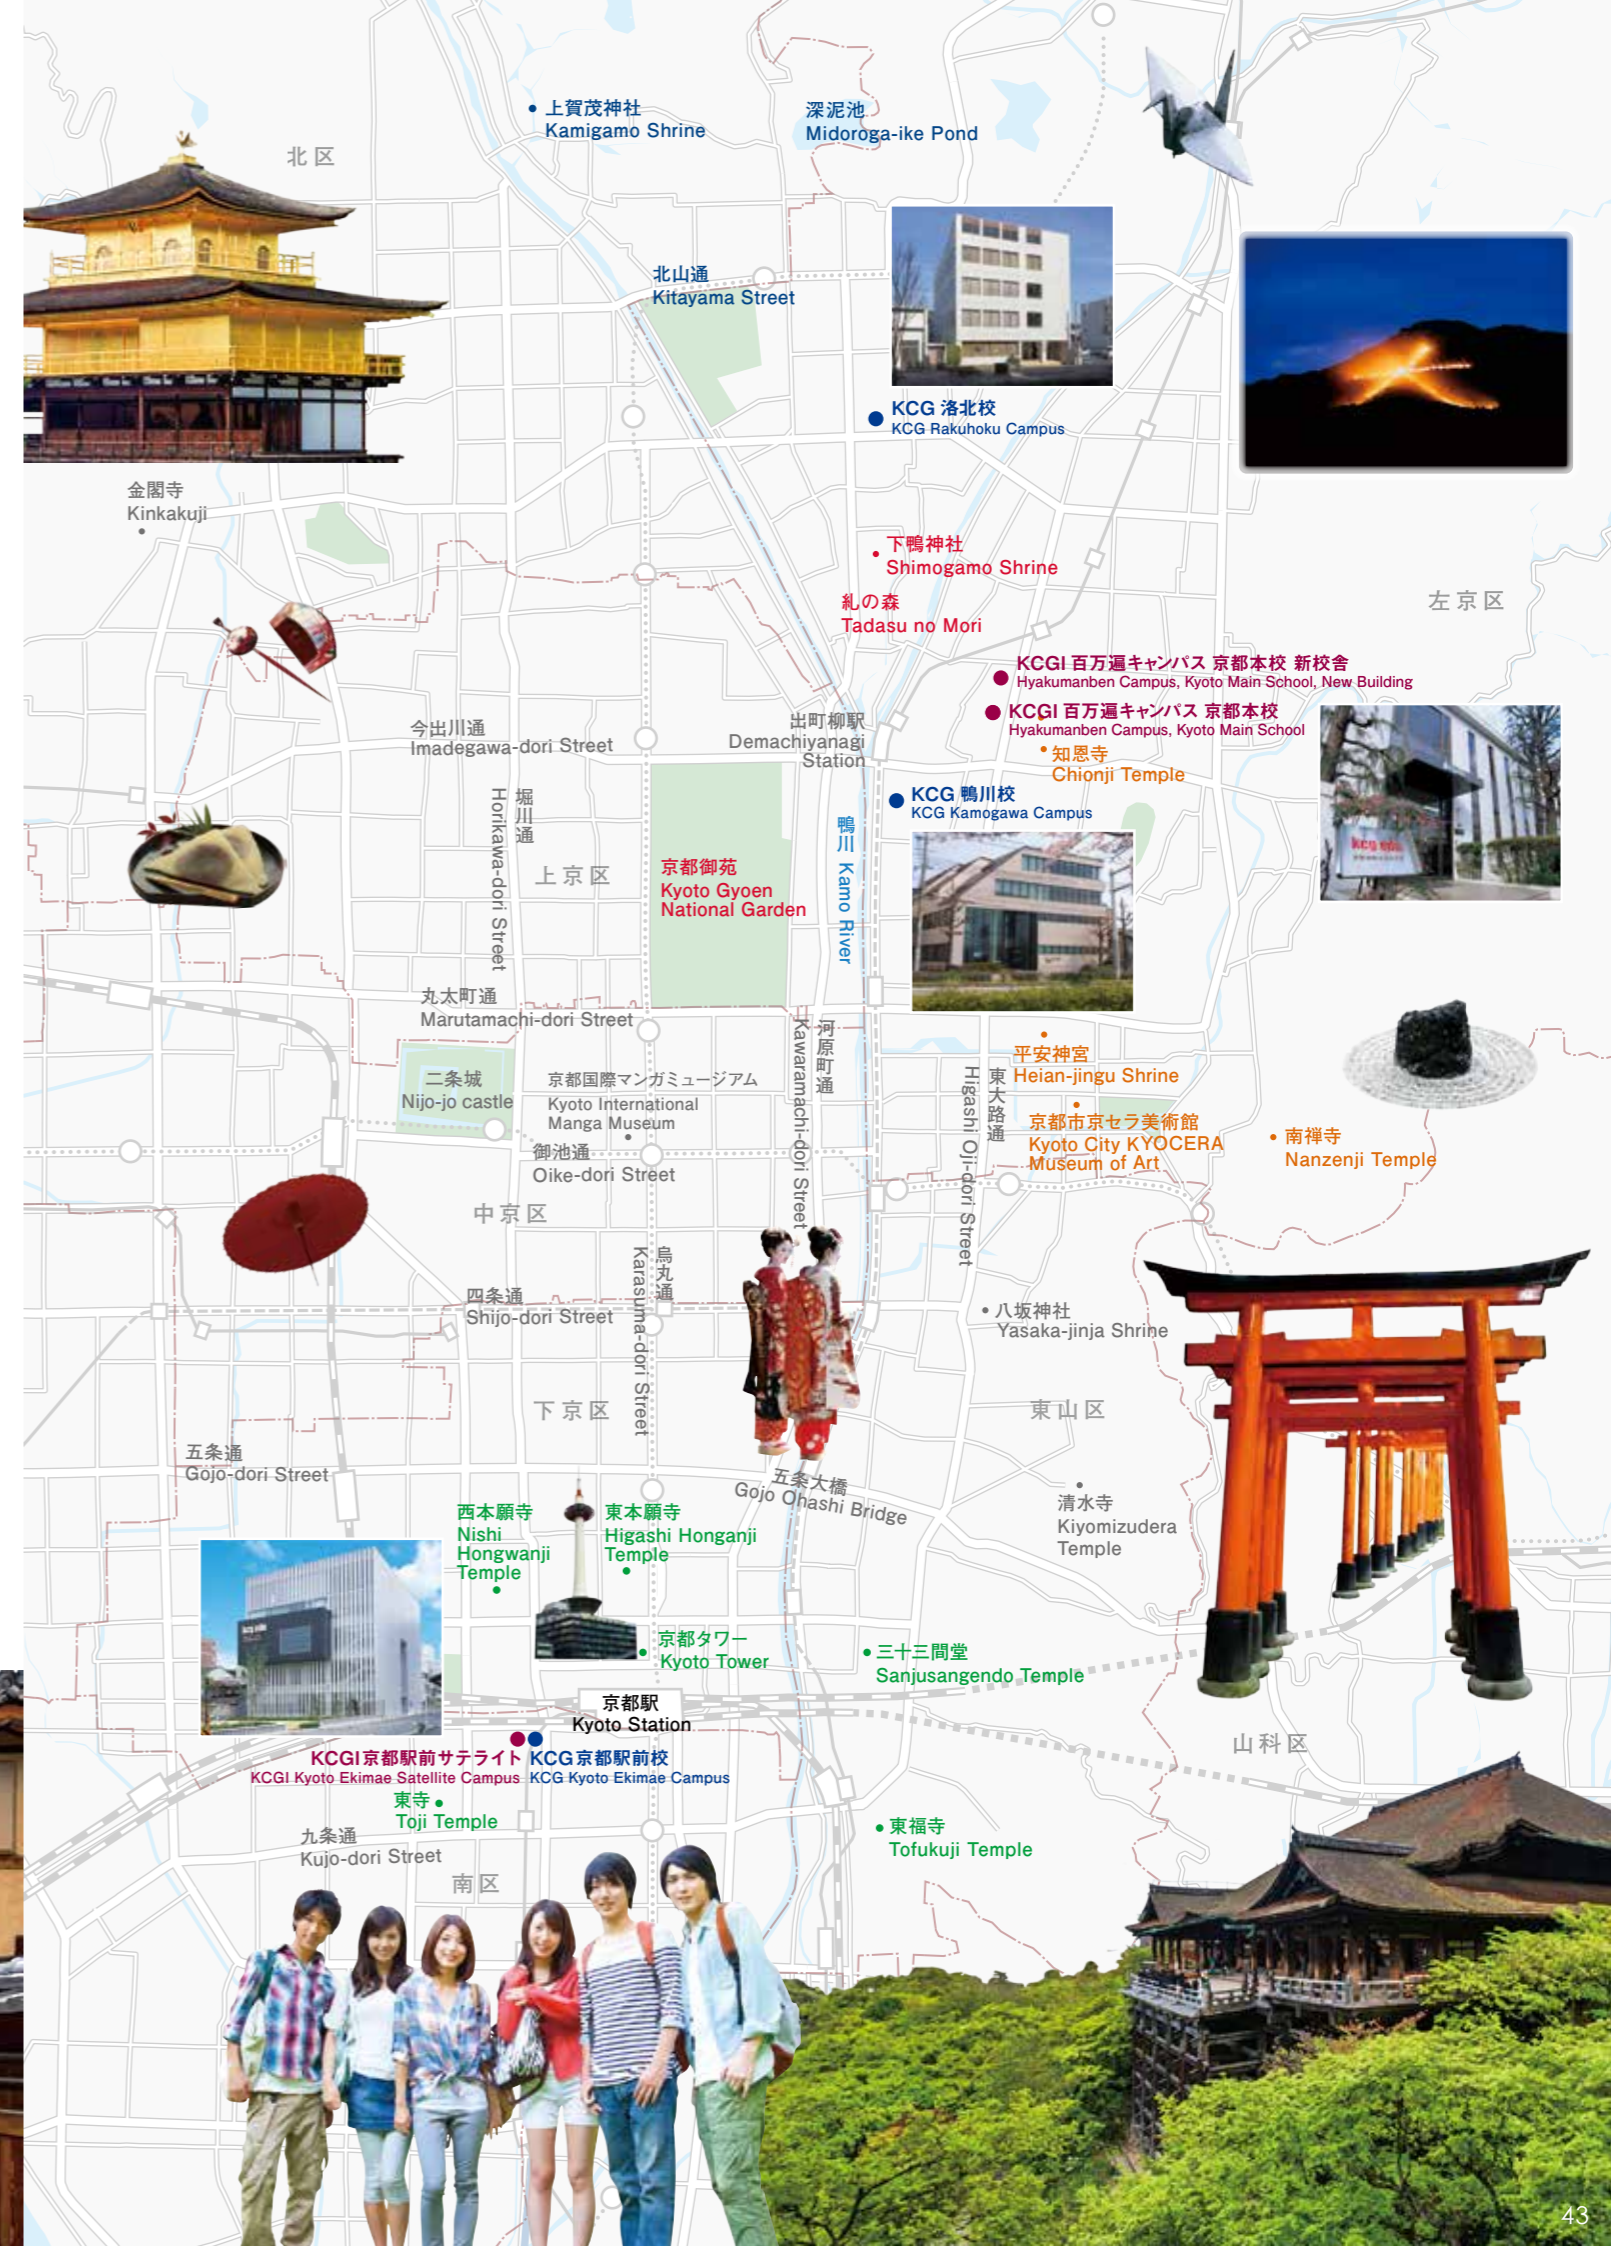 上賀茂神社
Kamigamo Shrine
深泥池
Midoroga-ike Pond
北区
北山通
Kitayama Street
KCG 洛北校
KCG Rakuhoku Campus
金閣寺
Kinkakuji
下鴨神社
Shimogamo Shrine
糺の森
Tadasu no Mori
左京区
KCGI 百万遍キャンパス 京都本校 新校舎
Hyakumanben Campus, Kyoto Main School, New Building
KCGI 百万遍キャンパス 京都本校
Hyakumanben Campus, Kyoto Main School
今出川通
Imadegawa-dori Street
出町柳駅
Demachiyanagi
Station
知恩寺
Chionji Temple
KCG 鴨川校
KCG Kamogawa Campus
堀川通
Horikawa-dori Street
鴨川 Kamo River
上京区
京都御苑
Kyoto Gyoen
National Garden
丸太町通
Marutamachi-dori Street
河原町通
Kawaramachi-dori Street
平安神宮
Heian-jingu Shrine
東大路通
Higashi Oji-dori Street
二条城
Nijo-jo castle
京都国際マンガミュージアム
Kyoto International
Manga Museum
京都市京セラ美術館
Kyoto City KYOCERA
Museum of Art
南禅寺
Nanzenji Temple
御池通
Oike-dori Street
中京区
烏丸通
Karasuma-dori Street
四条通
Shijo-dori Street
八坂神社
Yasaka-jinja Shrine
下京区
東山区
五条通
Gojo-dori Street
五条大橋
Gojo Ohashi Bridge
清水寺
Kiyomizudera
Temple
西本願寺
Nishi
Hongwanji
Temple
東本願寺
Higashi Honganji
Temple
京都タワー
Kyoto Tower
三十三間堂
Sanjusangendo Temple
京都駅
Kyoto Station
山科区
KCGI京都駅前サテライト
KCGI Kyoto Ekimae Satellite Campus
KCG京都駅前校
KCG Kyoto Ekimae Campus
東寺
Toji Temple
九条通
Kujo-dori Street
南区
東福寺
Tofukuji Temple
43